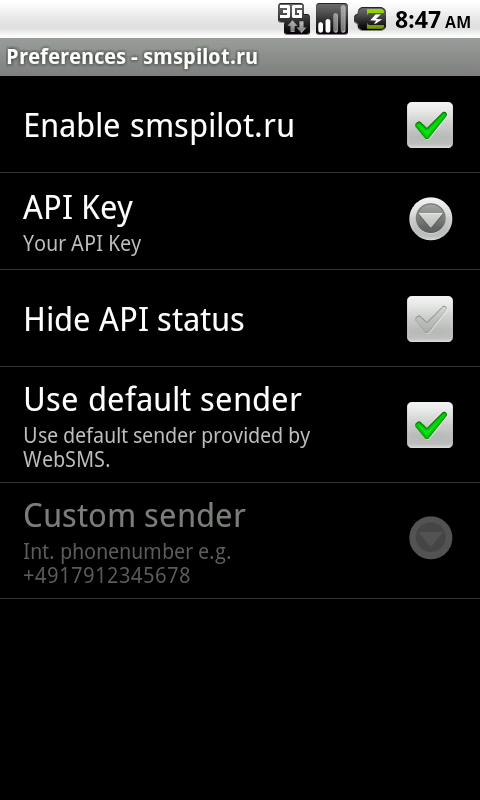 3G 8:47 AM
Preferences - smspilot.ru
Enable smspilot.ru
API Key
Your API Key
Hide API status
Use default sender
Use default sender provided by
WebSMS.
Custom sender
Int. phonenumber e.g.
+4917912345678